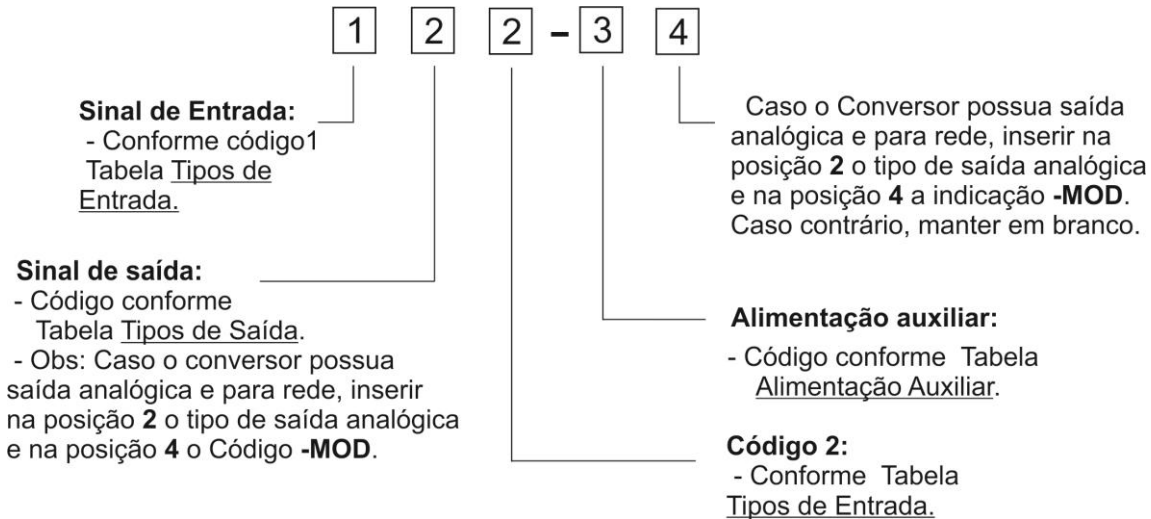 1 2 2 – 3 4
Sinal de Entrada:
- Conforme código1
Tabela Tipos de
Entrada.
Caso o Conversor possua saída
analógica e para rede, inserir na
posição 2 o tipo de saída analógica
e na posição 4 a indicação -MOD.
Caso contrário, manter em branco.
Sinal de saída:
- Código conforme
Tabela Tipos de Saída.
- Obs: Caso o conversor possua
saída analógica e para rede, inserir
na posição 2 o tipo de saída analógica
e na posição 4 o Código -MOD.
Alimentação auxiliar:
- Código conforme Tabela
Alimentação Auxiliar.
Código 2:
- Conforme Tabela
Tipos de Entrada.